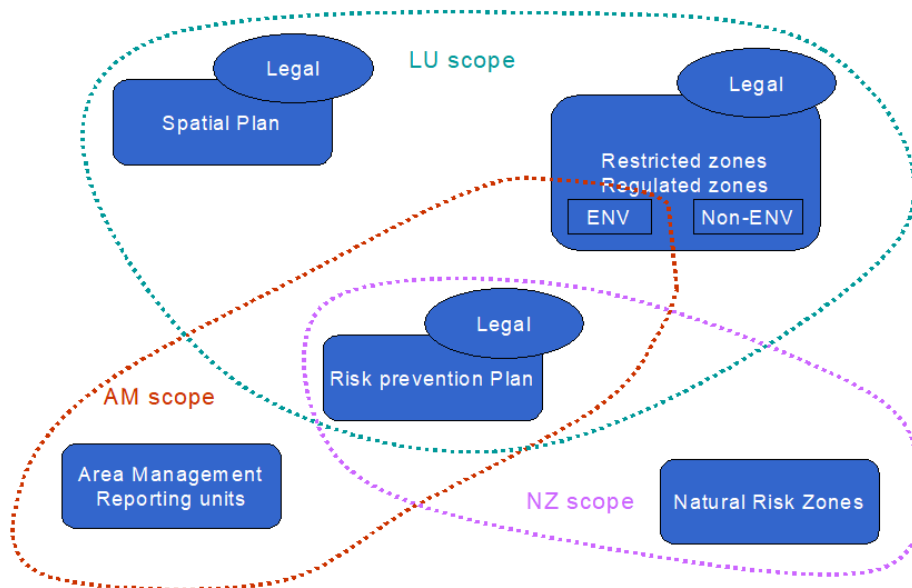 Legal
LU scope
Spatial Plan
Legal
Restricted zones
Regulated zones
ENV
Non-ENV
Legal
Risk prevention Plan
AM scope
Area Management
Reporting units
NZ scope
Natural Risk Zones